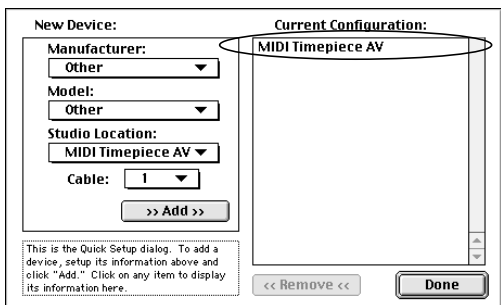 New Device:
Manufacturer:
Other
Model:
Other
Studio Location:
MIDI Timepiece AV
Cable: 1
>> Add >>
This is the Quick Setup dialog. To add a
device, setup its information above and
click "Add." Click on any item to display
its information here.
Current Configuration:
MIDI Timepiece AV
<< Remove <<
Done